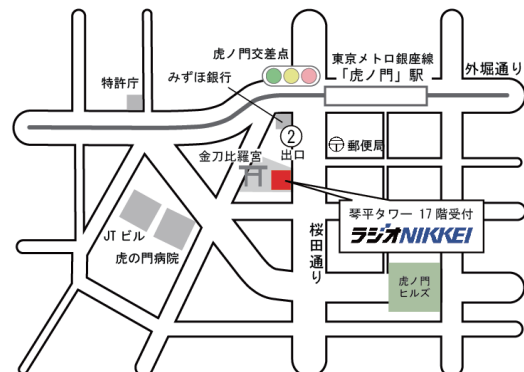 虎ノ門交差点
東京メトロ銀座線
「虎ノ門」駅
外堀通り
みずほ銀行
特許庁
②
出口
〒郵便局
金刀比羅宮
琴平タワー 17階受付
ラジオNIKKEI
JTビル
虎の門病院
桜田通り
虎ノ門
ヒルズ